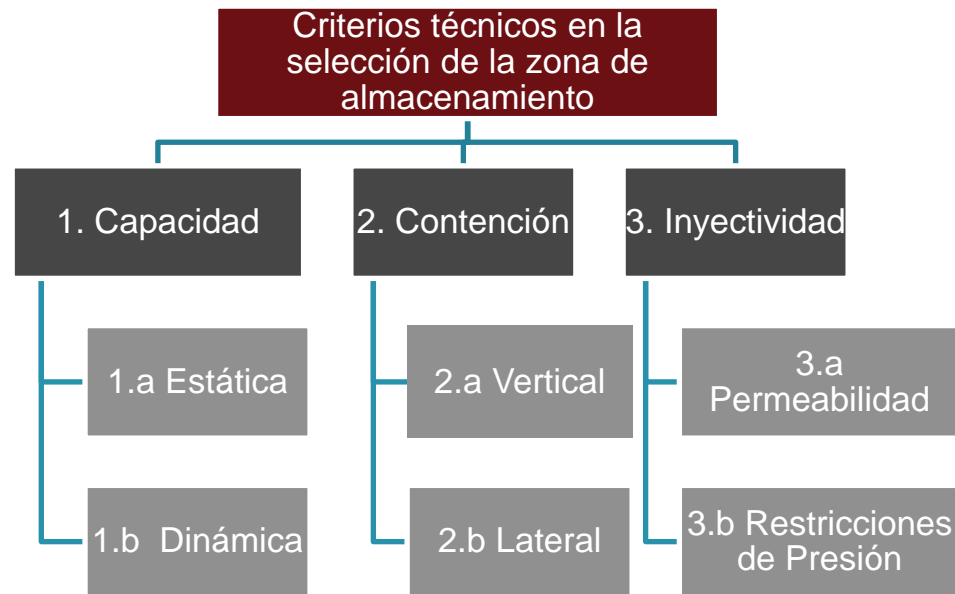 Criterios técnicos en la
selección de la zona de
almacenamiento
1. Capacidad
1.a Estática
1.b Dinámica
2. Contención
2.a Vertical
2.b Lateral
3. Inyectividad
3.a
Permeabilidad
3.b Restricciones
de Presión